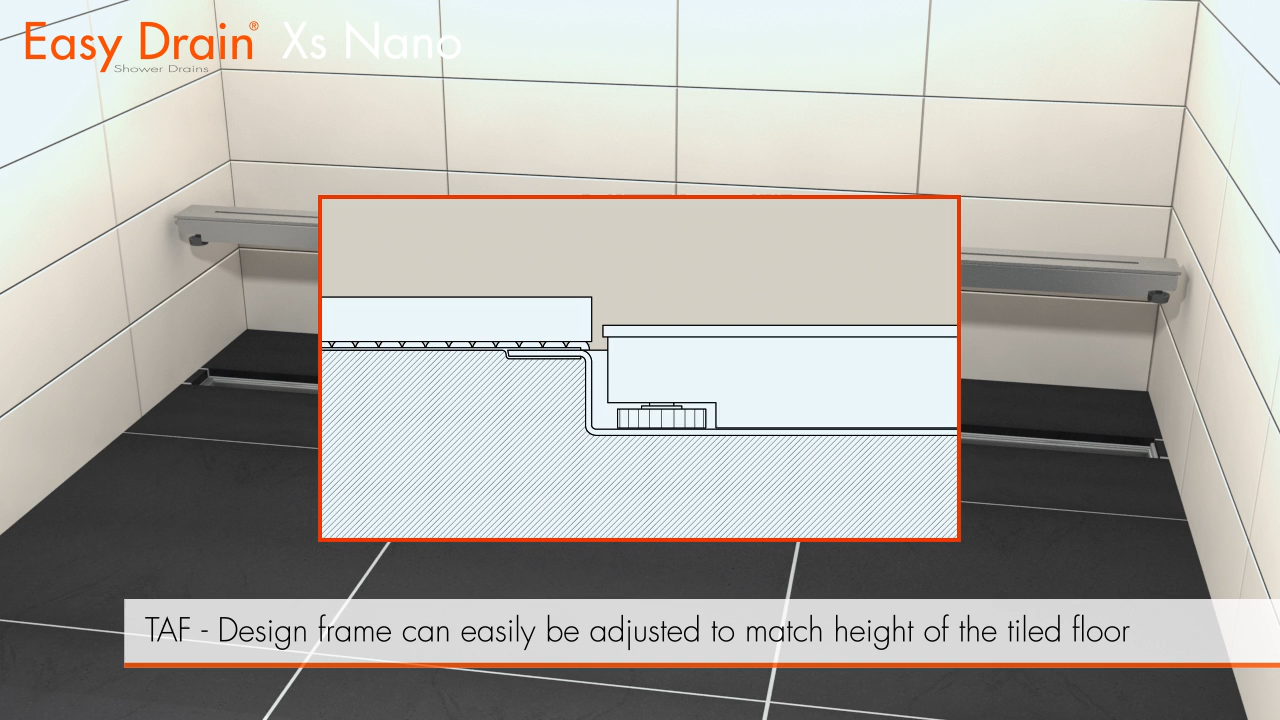 Easy Drain® Xs Nano
Shower Drains
TAF - Design frame can easily be adjusted to match height of the tiled floor